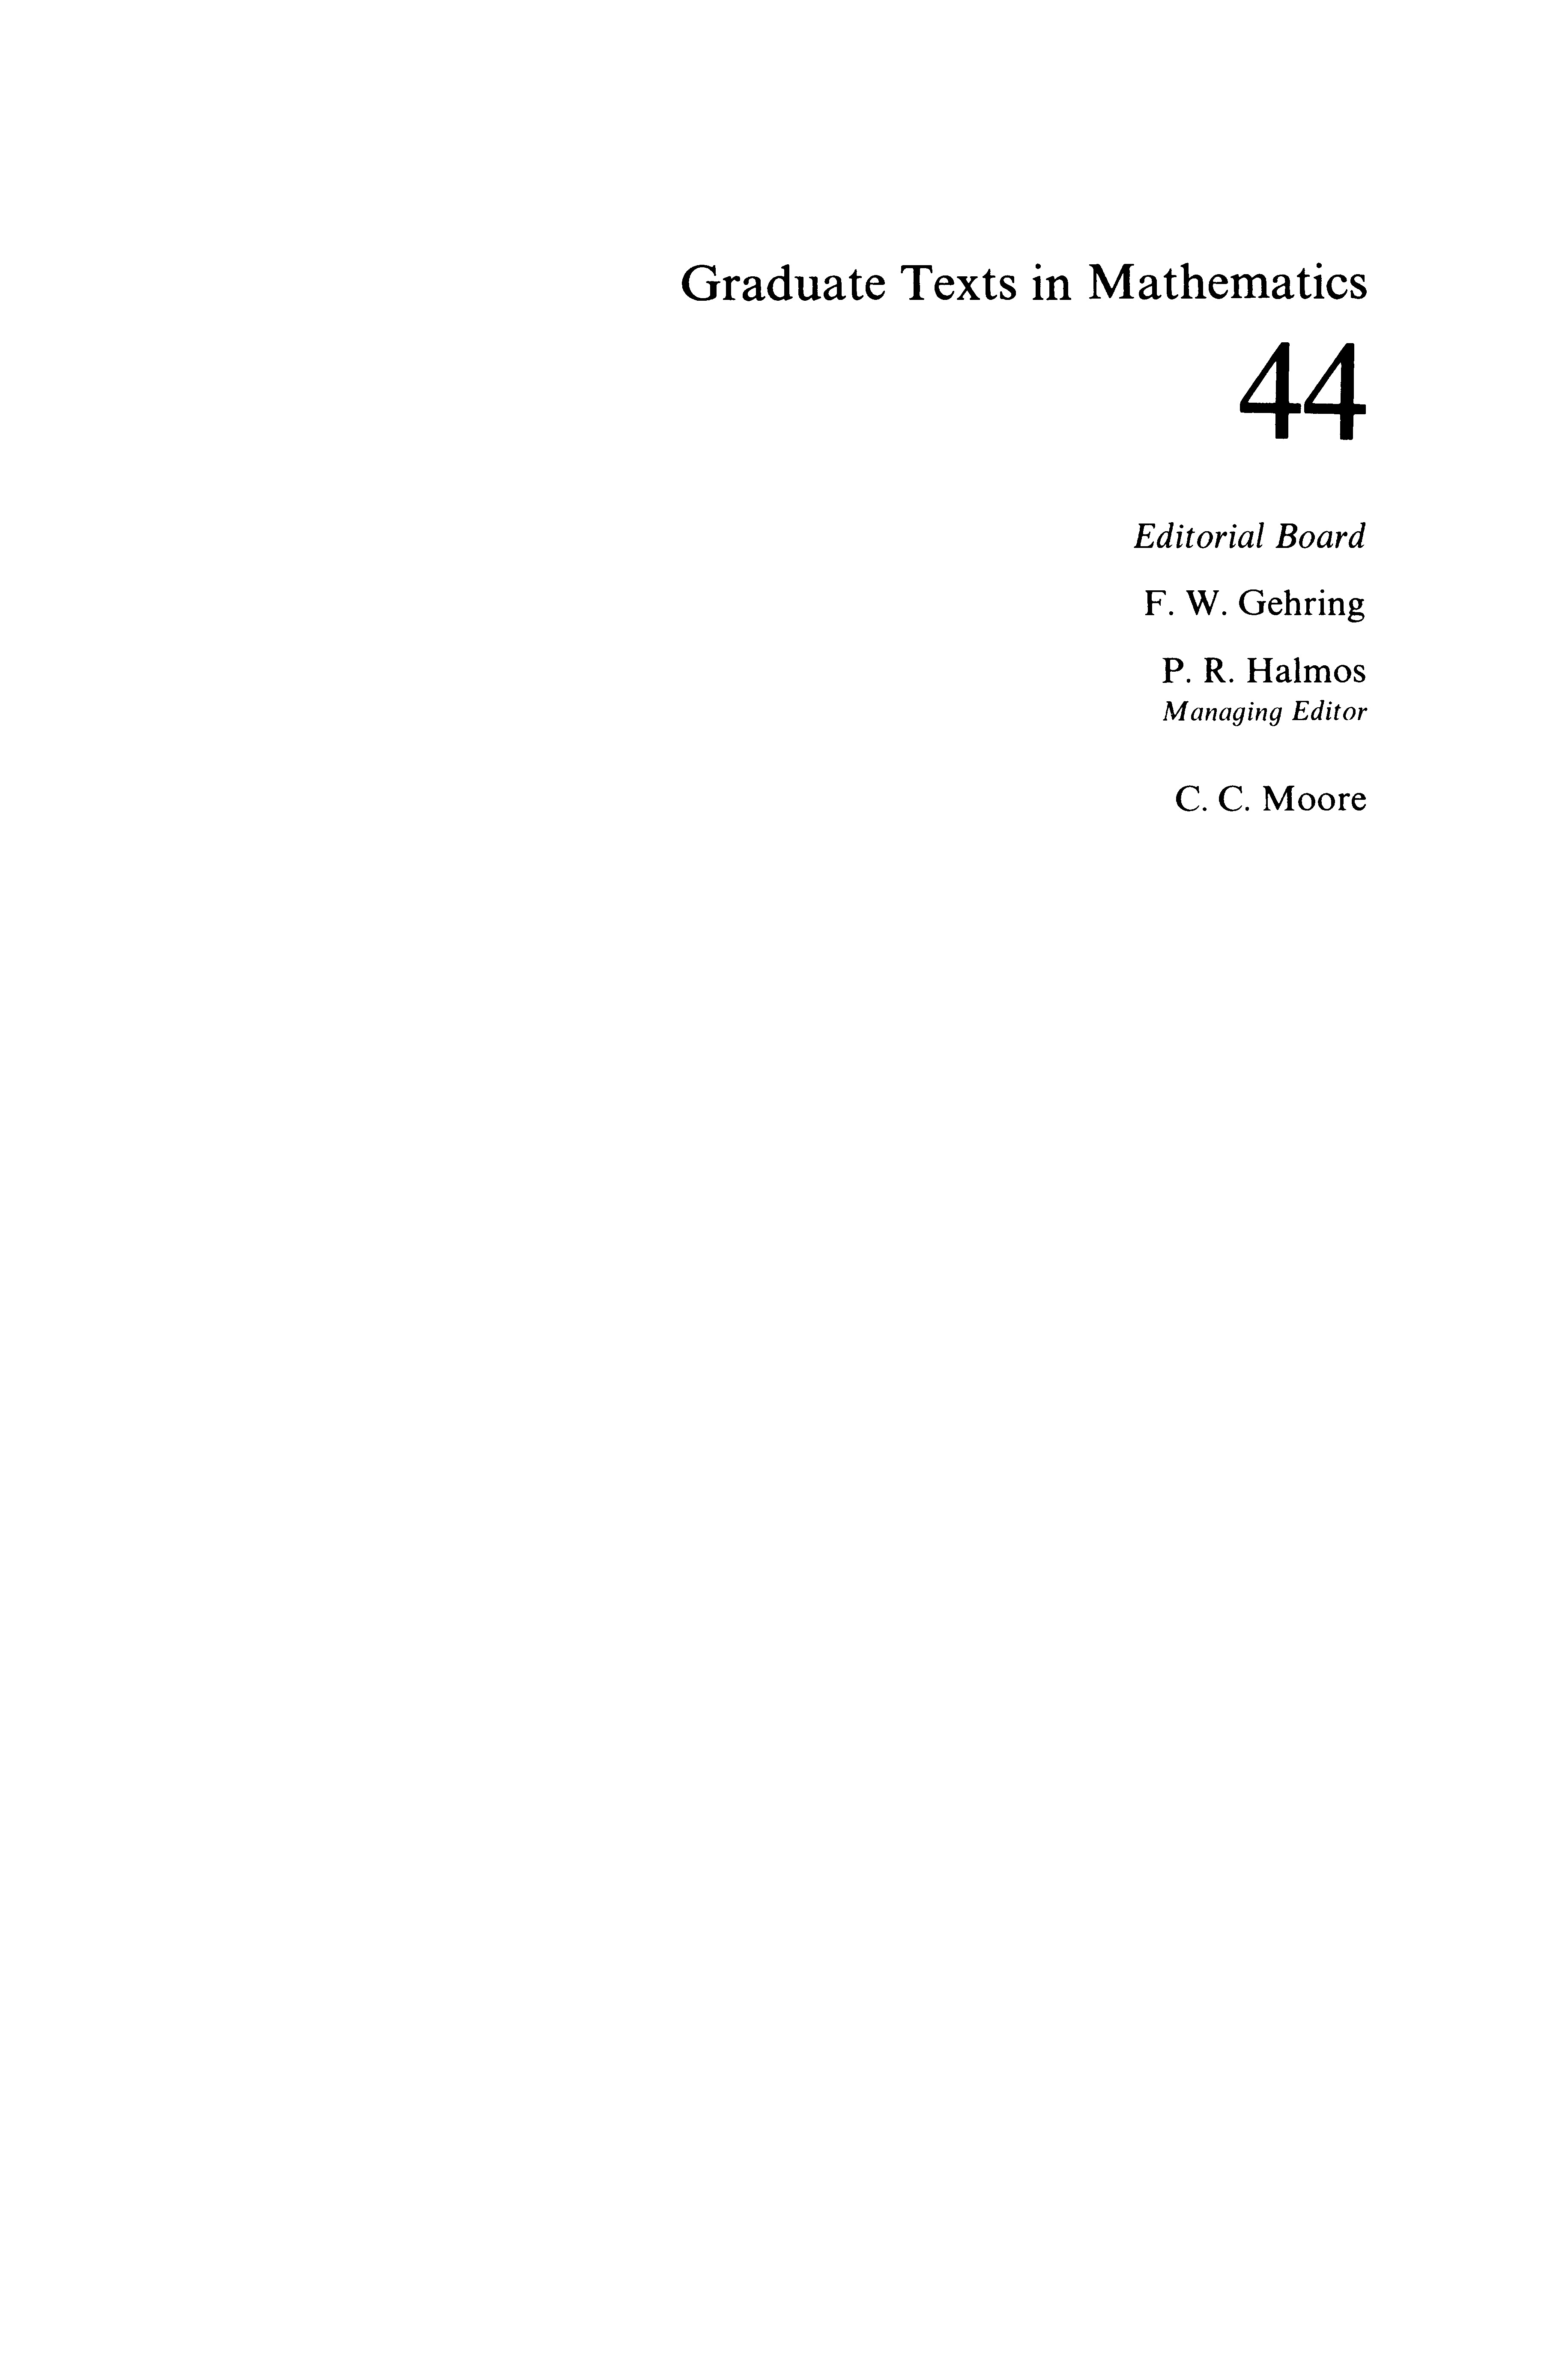 Graduate Texts in Mathematics
44
Editorial Board
F. W. Gehring
P. R. Halmos
Managing Editor
C. C. Moore